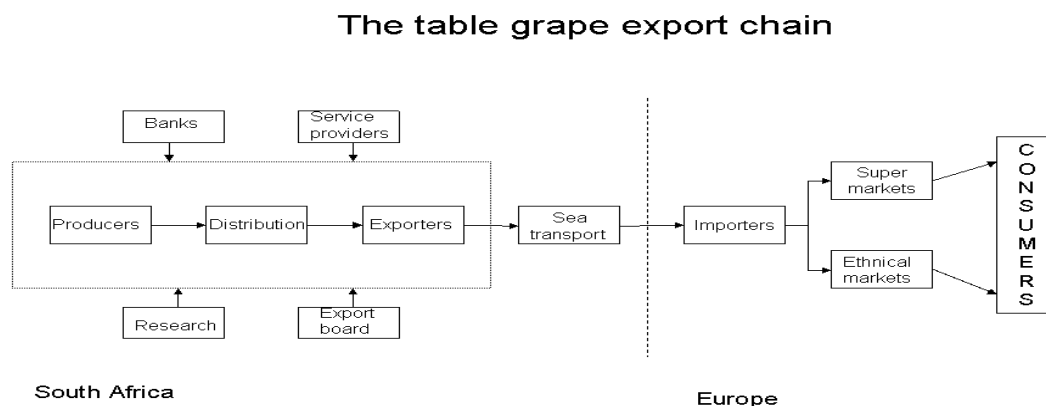 The table grape export chain
Banks
Service
providers
Producers
Distribution
Exporters
Sea
transport
Importers
Super
markets
Ethnical
markets
CONSUMERS
Research
Export
board
South Africa
Europe